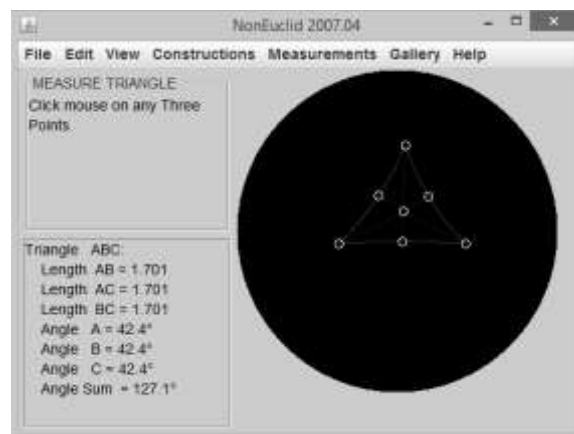 NonEuclid 2007.04
File Edit View Constructions Measurements Gallery Help
MEASURE TRIANGLE
Click mouse on any Three
Points
Triangle ABC:
Length AB = 1.701
Length AC = 1.701
Length BC = 1.701
Angle A = 42.4°
Angle B = 42.4°
Angle C = 42.4°
Angle Sum = 127.1°